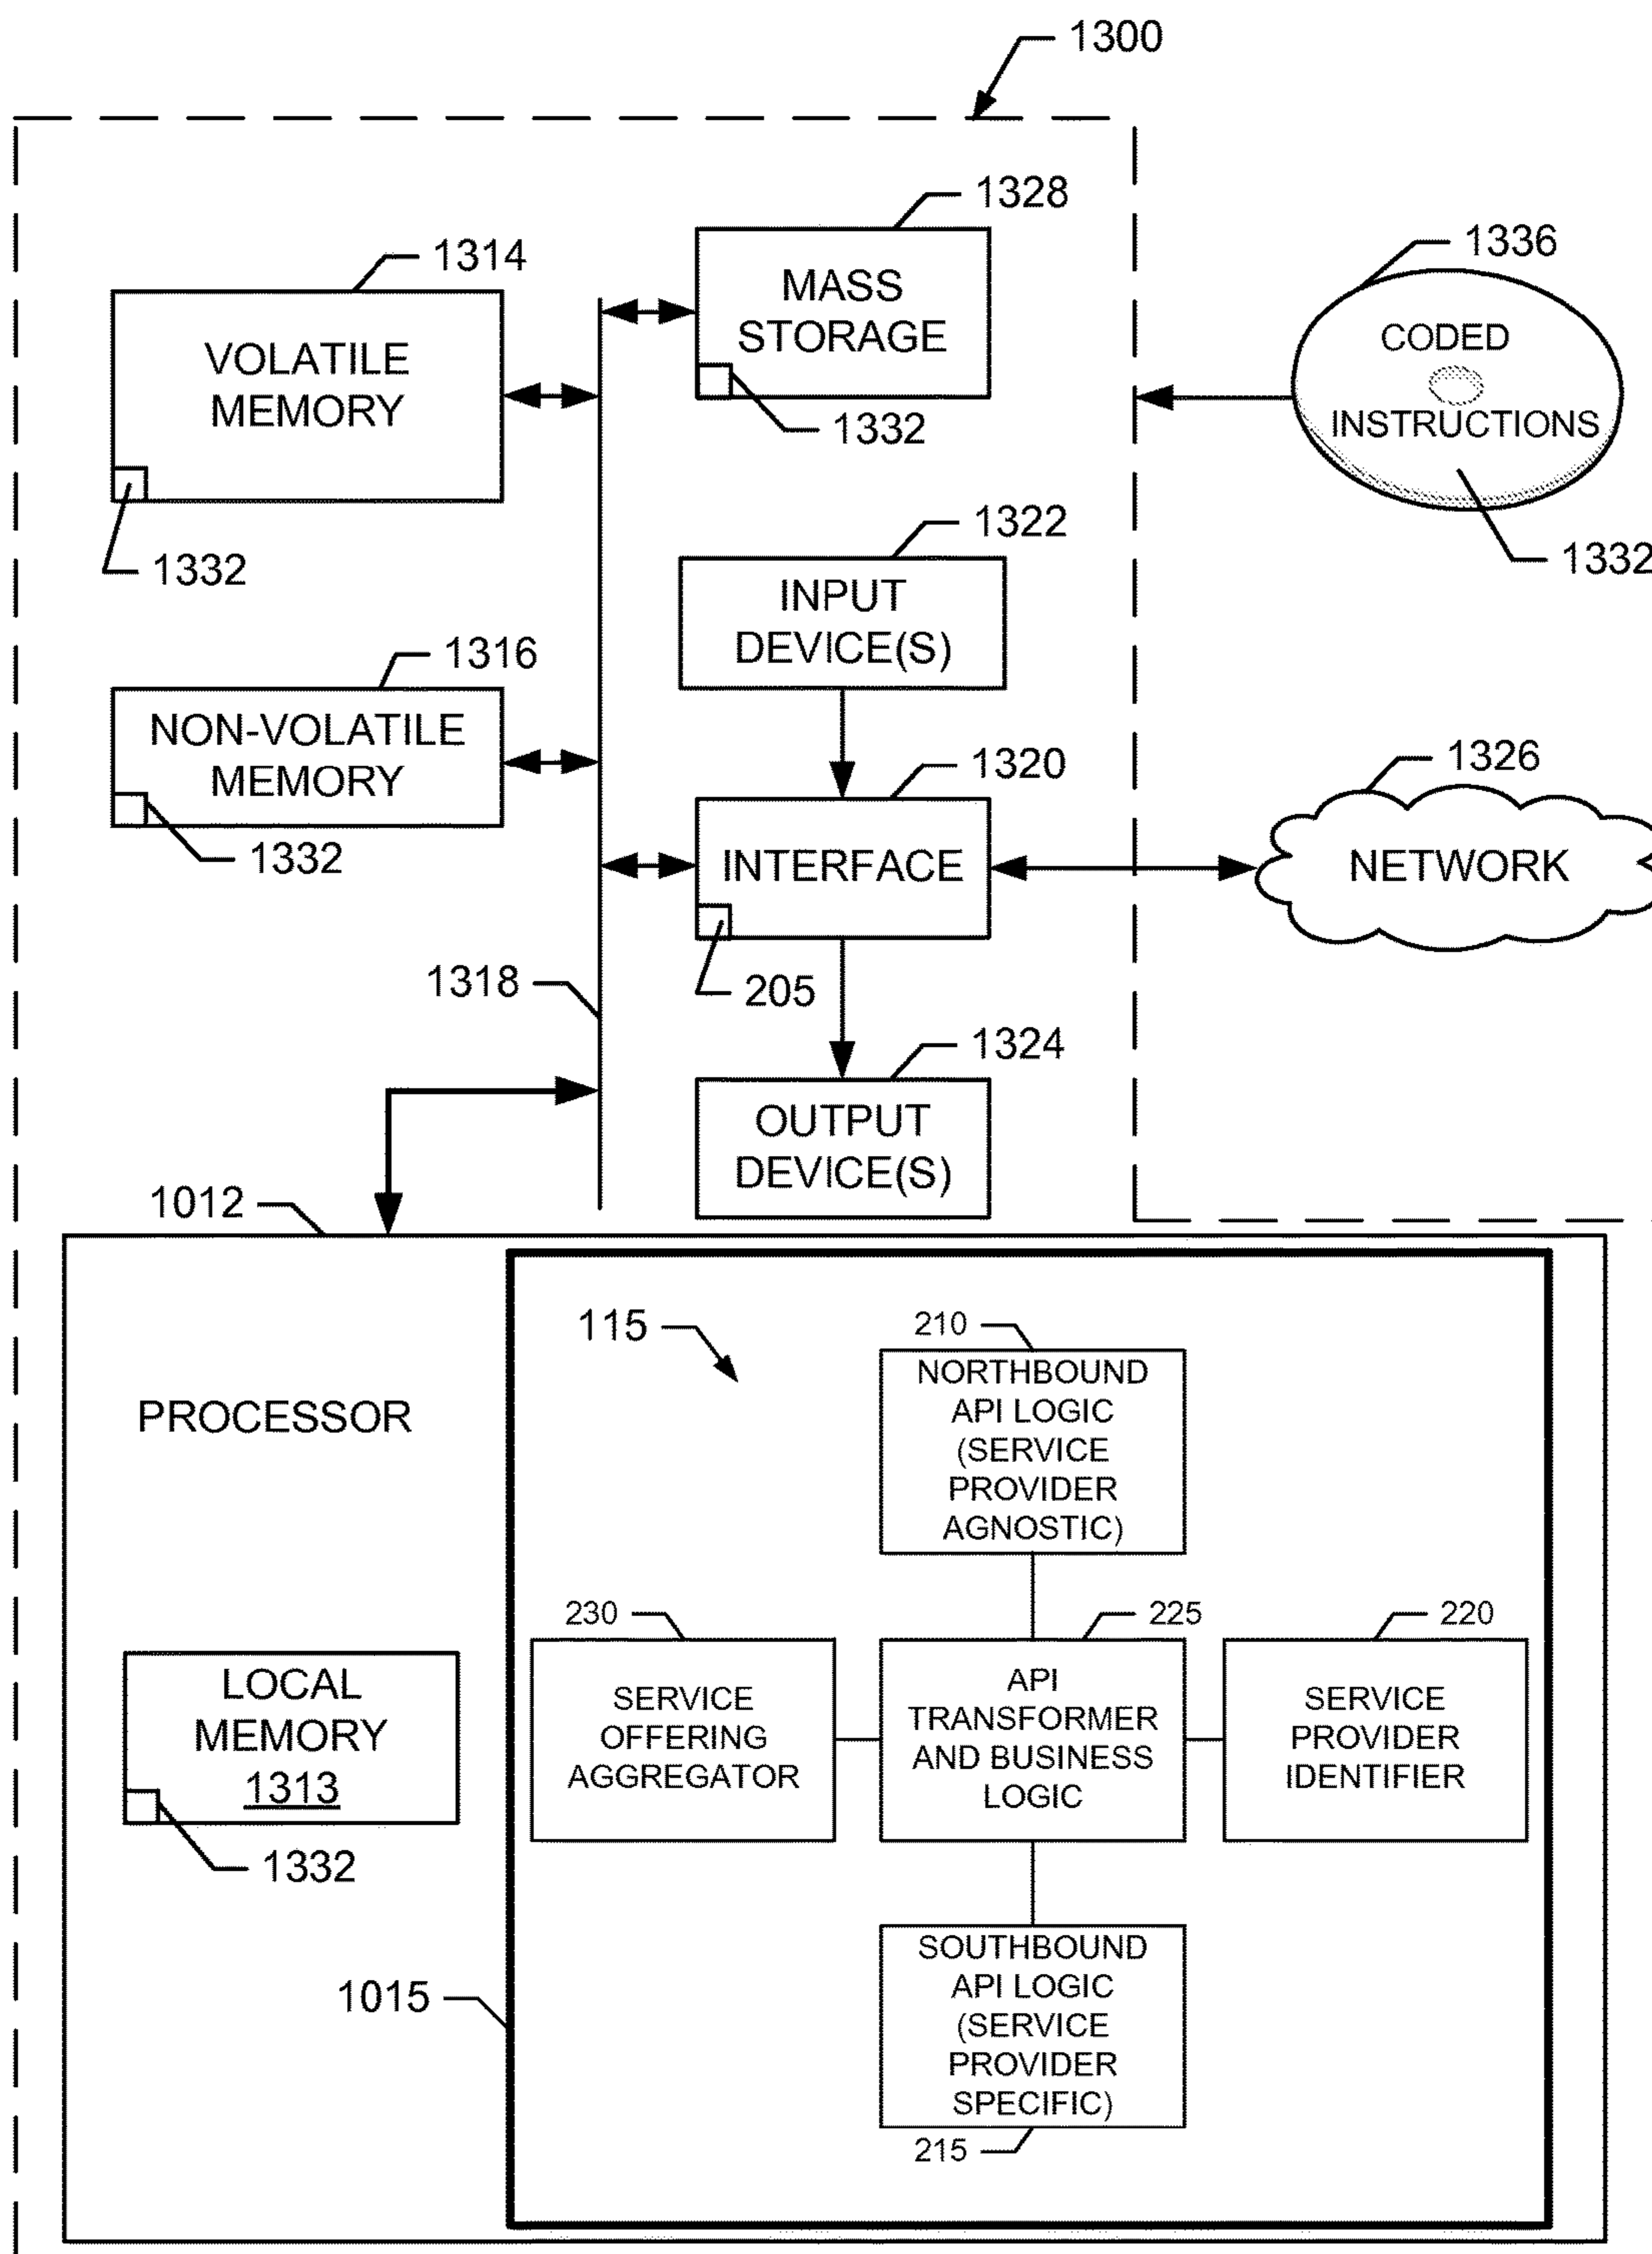 1300
1328
MASS
STORAGE
1332
1314
VOLATILE
MEMORY
1332
1336
CODED
INSTRUCTIONS
1332
1322
INPUT
DEVICE(S)
1316
NON-VOLATILE
MEMORY
1332
1320
INTERFACE
205
1326
NETWORK
1318
1324
OUTPUT
DEVICE(S)
1012
PROCESSOR
LOCAL
MEMORY
1313
1332
1015
115
210
NORTHBOUND
API LOGIC
(SERVICE
PROVIDER
AGNOSTIC)
230
SERVICE
OFFERING
AGGREGATOR
225
API
TRANSFORMER
AND BUSINESS
LOGIC
220
SERVICE
PROVIDER
IDENTIFIER
SOUTHBOUND
API LOGIC
(SERVICE
PROVIDER
SPECIFIC)
215